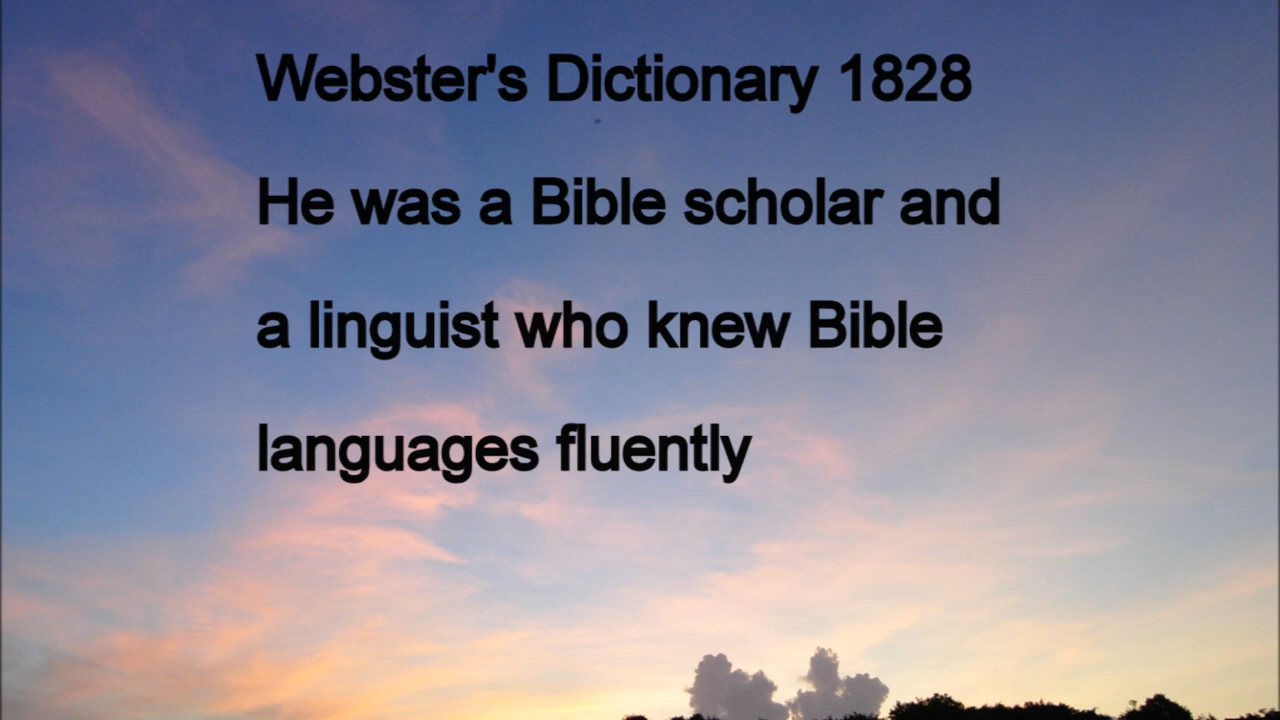 Webster's Dictionary 1828
He was a Bible scholar and
a linguist who knew Bible
languages fluently